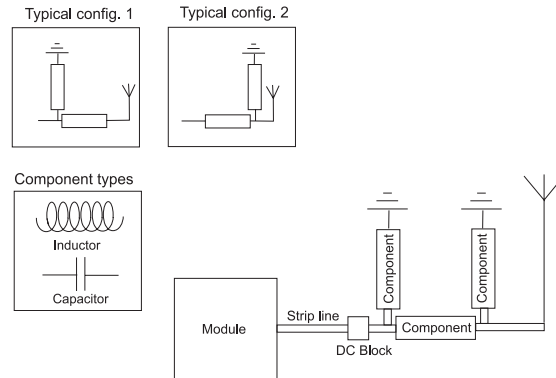 Typical config. 1
Typical config. 2
Component types
Inductor
Capacitor
Module
Strip line
DC Block
Component
Component
Component